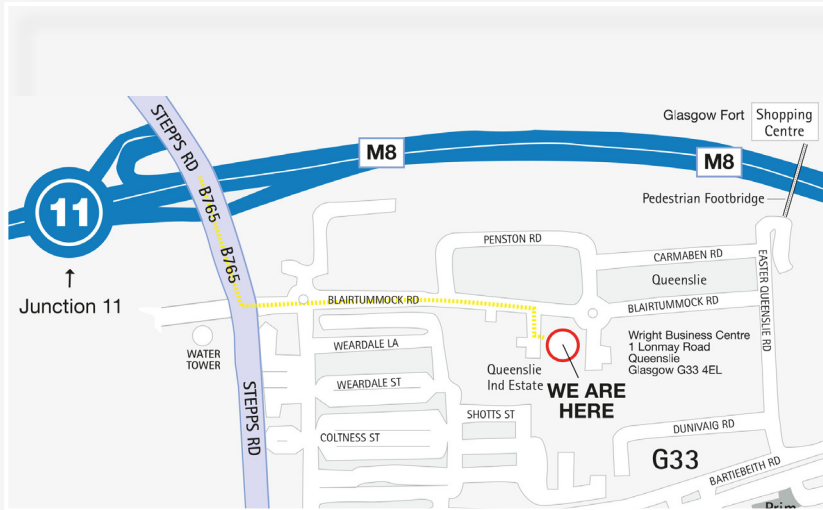 STEPPS RD
Glasgow Fort
Shopping
Centre
M8
M8
B765
11
Pedestrian Footbridge
B765
PENSTON RD
CARMABEN RD
EASTER QUEENSLIE RD
Queenslie
Junction 11
BLAIRTUMMOCK RD
BLAIRTUMMOCK RD
WATER
TOWER
WEARDALE LA
Wright Business Centre
1 Lonmay Road
Queenslie
Glasgow G33 4EL
Queenslie
Ind Estate
WE ARE
HERE
WEARDALE ST
STEPPS RD
SHOTTS ST
COLTNESS ST
DUNIVAIG RD
G33
BARTIEBEITH RD
Prim